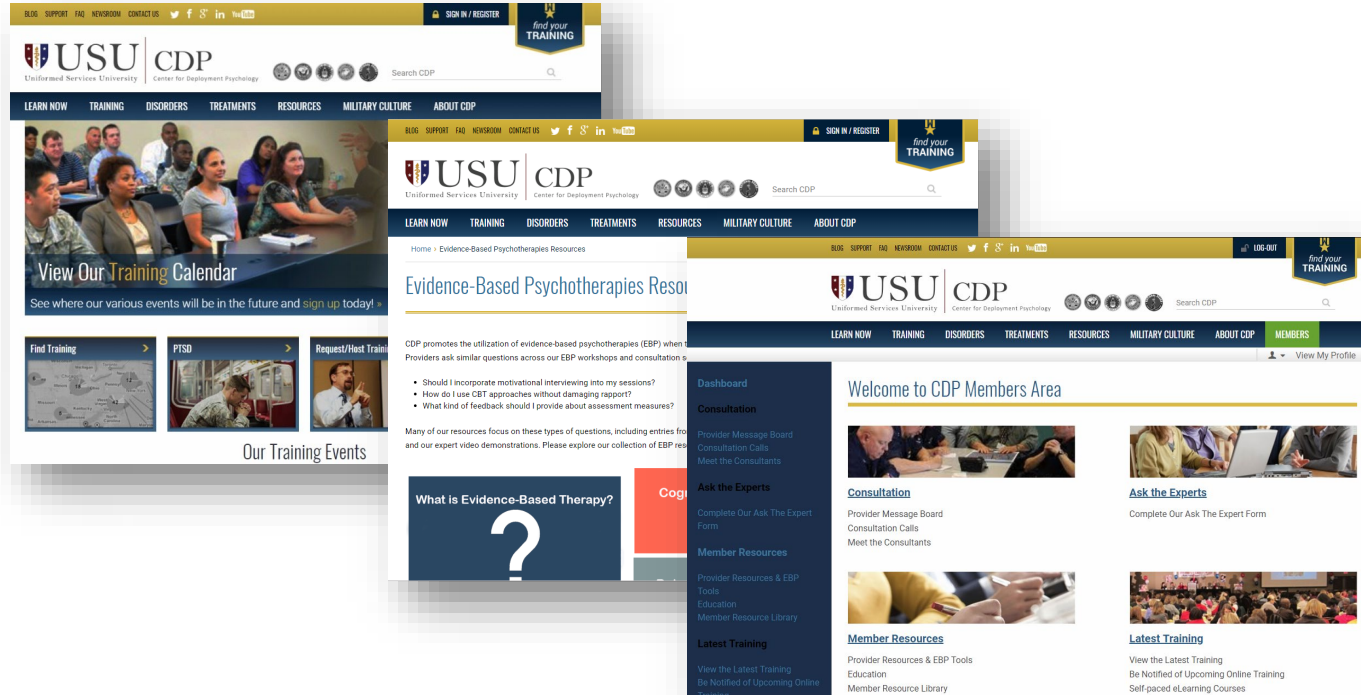 BLOG SUPPORT FAQ NEWSROOM CONTACT US You Tube
SIGN IN / REGISTER
find your
TRAINING
USU
Uniformed Services University
CDP
Center for Deployment Psychology
Search CDP
LEARN NOW TRAINING DISORDERS TREATMENTS RESOURCES MILITARY CULTURE ABOUT CDP
View Our Training Calendar
See where our various events will be in the future and sign up today! »
Find Training
PTSD
Request/Host Traini
Our Training Events
BLOG SUPPORT FAQ NEWSROOM CONTACT US You Tube
SIGN IN / REGISTER
find your
TRAINING
USU
Uniformed Services University
CDP
Center for Deployment Psychology
Search CDP
LEARN NOW TRAINING DISORDERS TREATMENTS RESOURCES MILITARY CULTURE ABOUT CDP
Home › Evidence-Based Psychotherapies Resources
Evidence-Based Psychotherapies Resou
CDP promotes the utilization of evidence-based psychotherapies (EBP) when t
Providers ask similar questions across our EBP workshops and consultation s
• Should I incorporate motivational interviewing into my sessions?
• How do I use CBT approaches without damaging rapport?
• What kind of feedback should I provide about assessment measures?
Many of our resources focus on these types of questions, including entries fro
and our expert video demonstrations. Please explore our collection of EBP res
What is Evidence-Based Therapy?
?
Cog
BLOG SUPPORT FAQ NEWSROOM CONTACT US You Tube
LOG-OUT
find your
TRAINING
USU
Uniformed Services University
CDP
Center for Deployment Psychology
Search CDP
LEARN NOW TRAINING DISORDERS TREATMENTS RESOURCES MILITARY CULTURE ABOUT CDP MEMBERS
View My Profile
Dashboard
Consultation
Provider Message Board
Consultation Calls
Meet the Consultants
Ask the Experts
Complete Our Ask The Expert
Form
Member Resources
Provider Resources & EBP
Tools
Education
Member Resource Library
Latest Training
View the Latest Training
Be Notified of Upcoming Online
Training
Welcome to CDP Members Area
Consultation
Provider Message Board
Consultation Calls
Meet the Consultants
Ask the Experts
Complete Our Ask The Expert Form
Member Resources
Provider Resources & EBP Tools
Education
Member Resource Library
Latest Training
View the Latest Training
Be Notified of Upcoming Online Training
Self-paced eLearning Courses